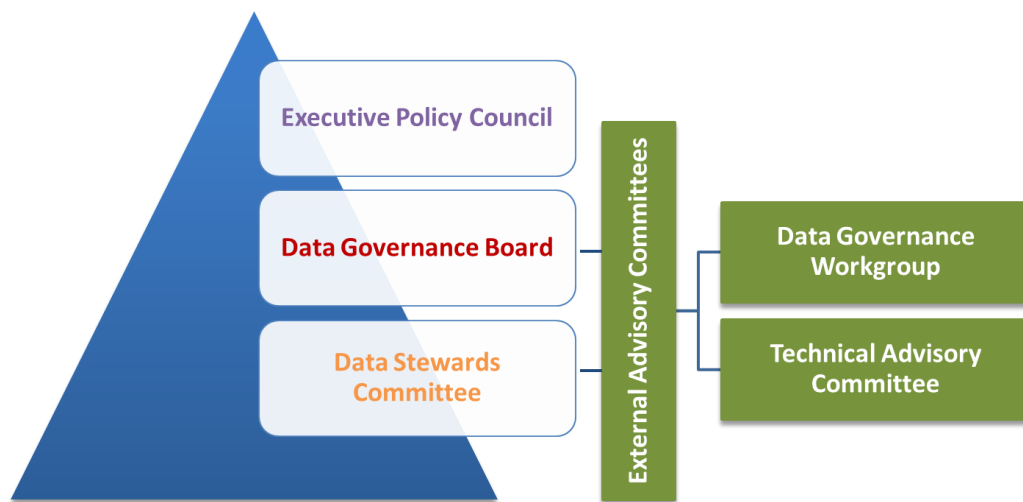 Executive Policy Council
Data Governance Board
Data Stewards
Committee
External Advisory Committees
Data Governance
Workgroup
Technical Advisory
Committee